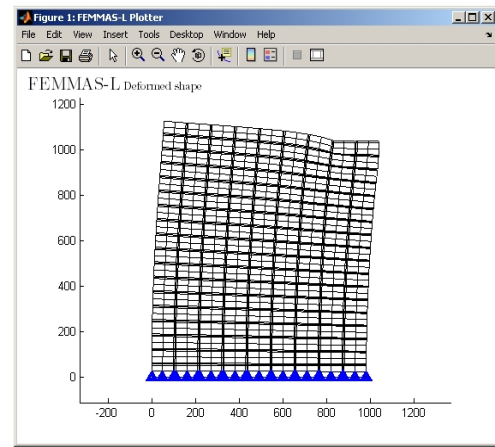 Figure 1: FEMMAS-L Plotter
File Edit View Insert Tools Desktop Window Help
FEMMAS-L Deformed shape
1200
1000
800
600
400
200
0
-200 0 200 400 600 800 1000 1200